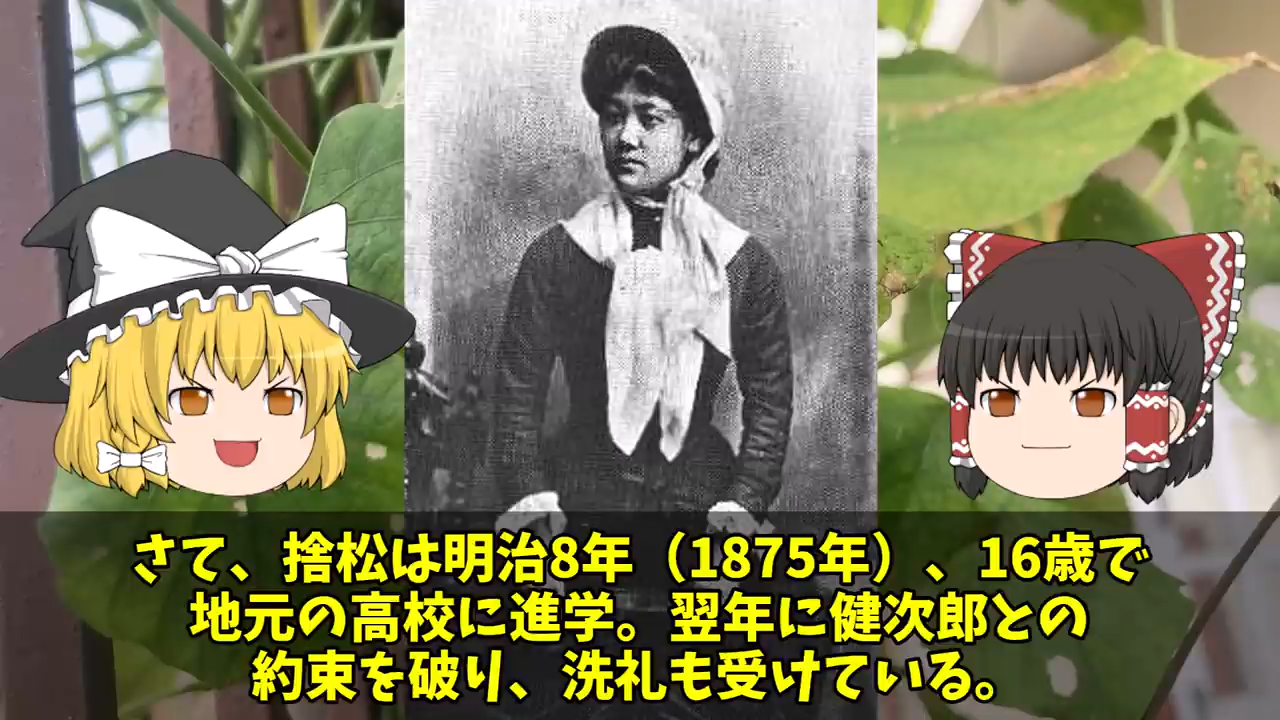 さて、捨松は明治8年（1875年）、16歳で
地元の高校に進学。翌年に健次郎との
約束を破り、洗礼も受けている。